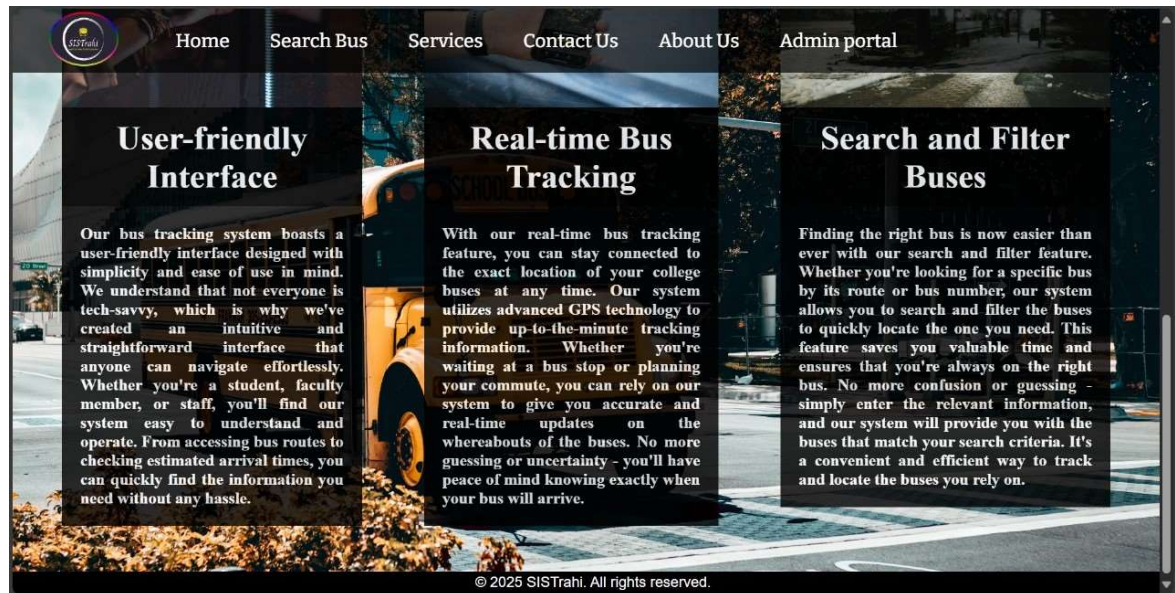 SISTrahi
Home Search Bus Services Contact Us About Us Admin portal
User-friendly
Interface
Our bus tracking system boasts a
user-friendly interface designed with
simplicity and ease of use in mind.
We understand that not everyone is
tech-savvy, which is why we've
created an intuitive and
straightforward interface that
anyone can navigate effortlessly.
Whether you're a student, faculty
member, or staff, you'll find our
system easy to understand and
operate. From accessing bus routes to
checking estimated arrival times, you
can quickly find the information you
need without any hassle.
Real-time Bus
Tracking
With our real-time bus tracking
feature, you can stay connected to
the exact location of your college
buses at any time. Our system
utilizes advanced GPS technology to
provide up-to-the-minute tracking
information. Whether you're
waiting at a bus stop or planning
your commute, you can rely on our
system to give you accurate and
real-time updates on the
whereabouts of the buses. No more
guessing or uncertainty - you'll have
peace of mind knowing exactly when
your bus will arrive.
Search and Filter
Buses
Finding the right bus is now easier than
ever with our search and filter feature.
Whether you're looking for a specific bus
by its route or bus number, our system
allows you to search and filter the buses
to quickly locate the one you need. This
feature saves you valuable time and
ensures that you're always on the right
bus. No more confusion or guessing -
simply enter the relevant information,
and our system will provide you with the
buses that match your search criteria. It's
a convenient and efficient way to track
and locate the buses you rely on.
SCHOOL
© 2025 SISTrahi. All rights reserved.